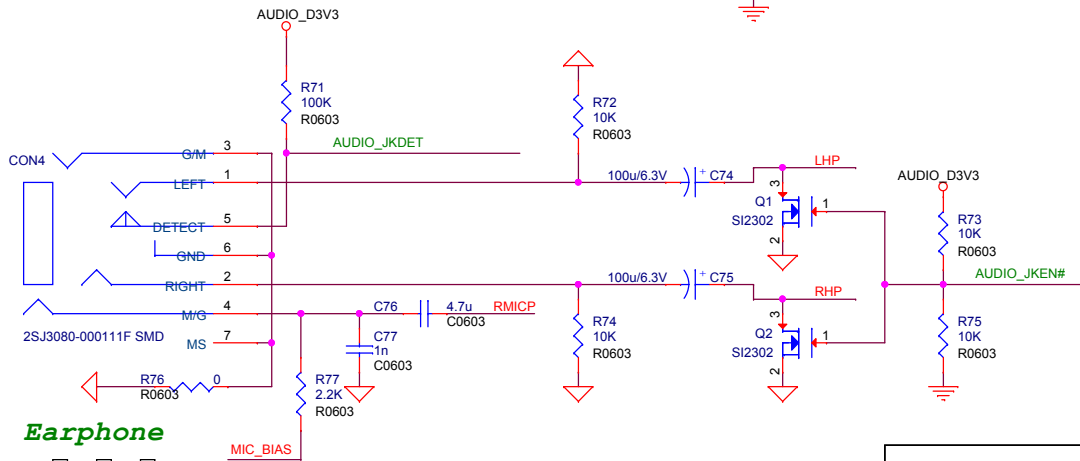 AUDIO_D3V3
R71
100K
R0603
AUDIO_JKDET
R72
10K
R0603
CON4
G/M 3
LEFT 1
DETECT 5
GND 6
RIGHT 2
M/G 4
MS 7
2SJ3080-000111F SMD
100u/6.3V + C74
LHP
3
Q1
SI2302
1
2
AUDIO_D3V3
R73
10K
R0603
AUDIO_JKEN#
100u/6.3V + C75
RHP
3
Q2
SI2302
1
2
R75
10K
R0603
C76 4.7u
C0603
RMICP
C77
1n
C0603
R74
10K
R0603
R76 0
R0603
R77
2.2K
R0603
MIC_BIAS
Earphone